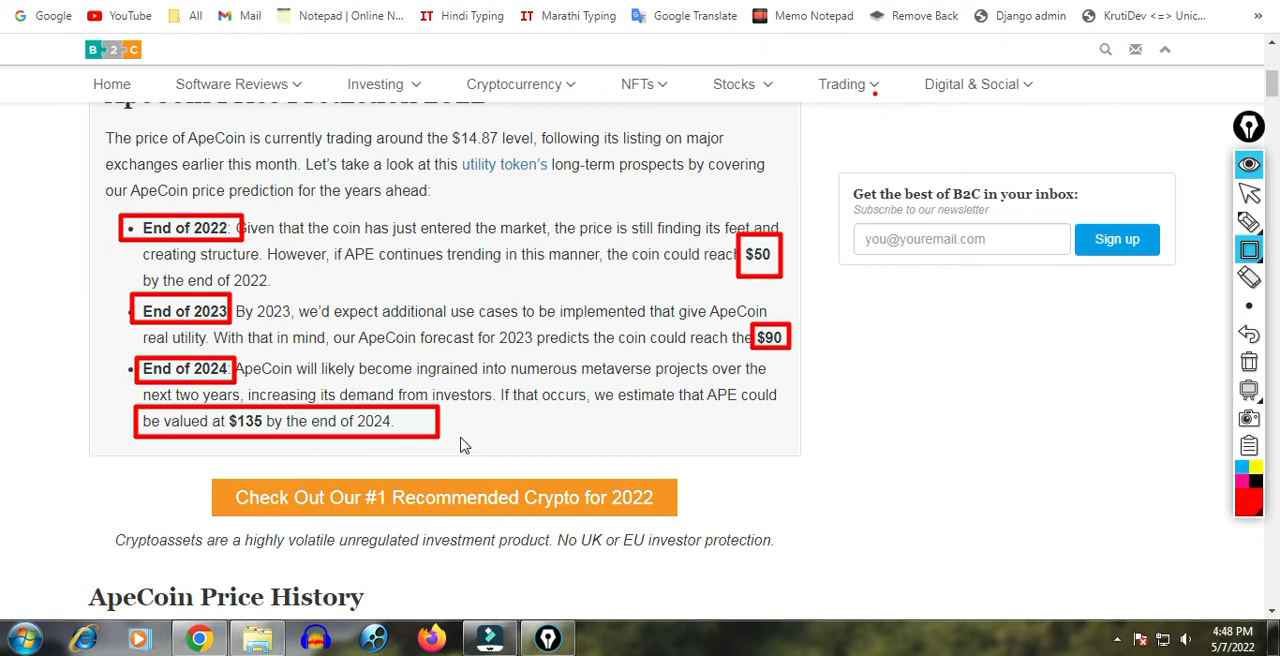 Google YouTube All Mail Notepad | Online N... IT Hindi Typing IT Marathi Typing Google Translate Memo Notepad Remove Back Django admin KrutiDev <=> Unic... »
B 2 C
Home Software Reviews Investing Cryptocurrency NFTs Stocks Trading Digital & Social
ApeCoin Price Prediction 2022
The price of ApeCoin is currently trading around the $14.87 level, following its listing on major
exchanges earlier this month. Let’s take a look at this utility token’s long-term prospects by covering
our ApeCoin price prediction for the years ahead:
• End of 2022: Given that the coin has just entered the market, the price is still finding its feet and
creating structure. However, if APE continues trending in this manner, the coin could reach $50
by the end of 2022.
• End of 2023: By 2023, we’d expect additional use cases to be implemented that give ApeCoin
real utility. With that in mind, our ApeCoin forecast for 2023 predicts the coin could reach the $90
• End of 2024: ApeCoin will likely become ingrained into numerous metaverse projects over the
next two years, increasing its demand from investors. If that occurs, we estimate that APE could
be valued at $135 by the end of 2024.
Get the best of B2C in your inbox:
Subscribe to our newsletter
you@youremail.com Sign up
Check Out Our #1 Recommended Crypto for 2022
Cryptoassets are a highly volatile unregulated investment product. No UK or EU investor protection.
ApeCoin Price History
4:48 PM
5/7/2022